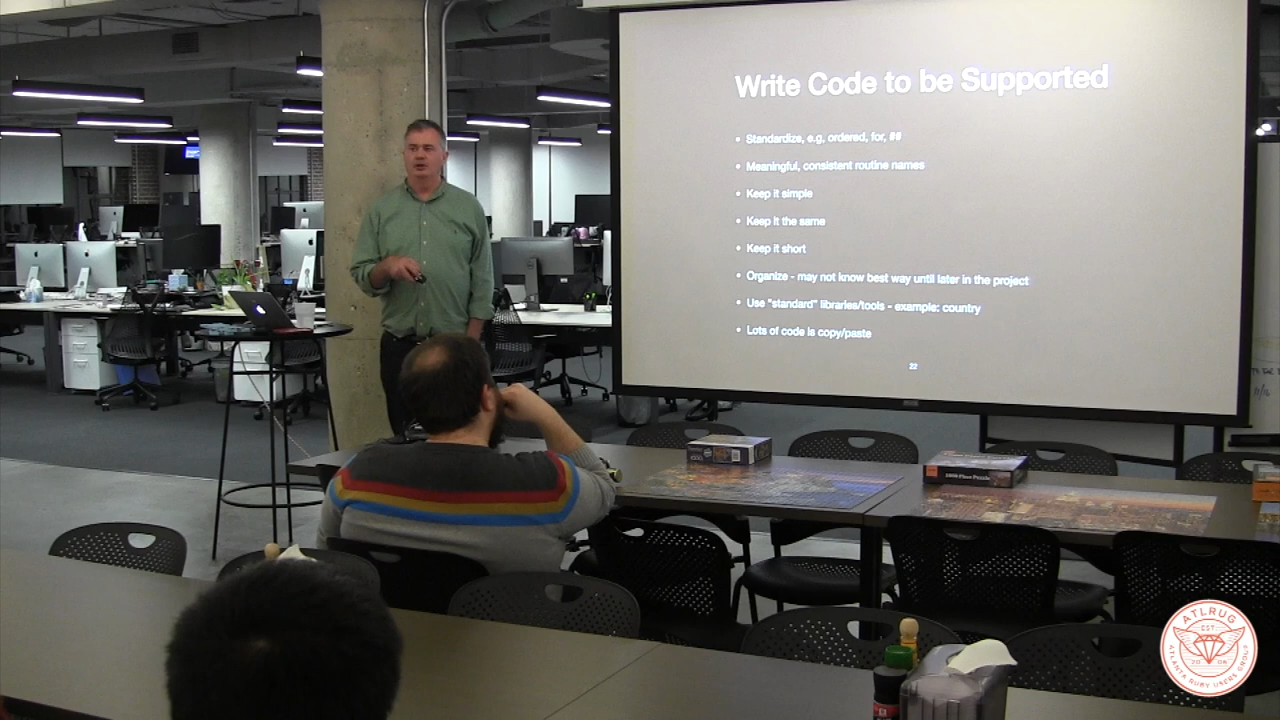 Write Code to be Supported
• Standardize, e.g, ordered, for, ##
• Meaningful, consistent routine names
• Keep it simple
• Keep it the same
• Keep it short
• Organize - may not know best way until later in the project
• Use "standard" libraries/tools - example: country
• Lots of code is copy/paste
22
ATLRUG
EST.
20 06
ATLANTA RUBY USERS GROUP